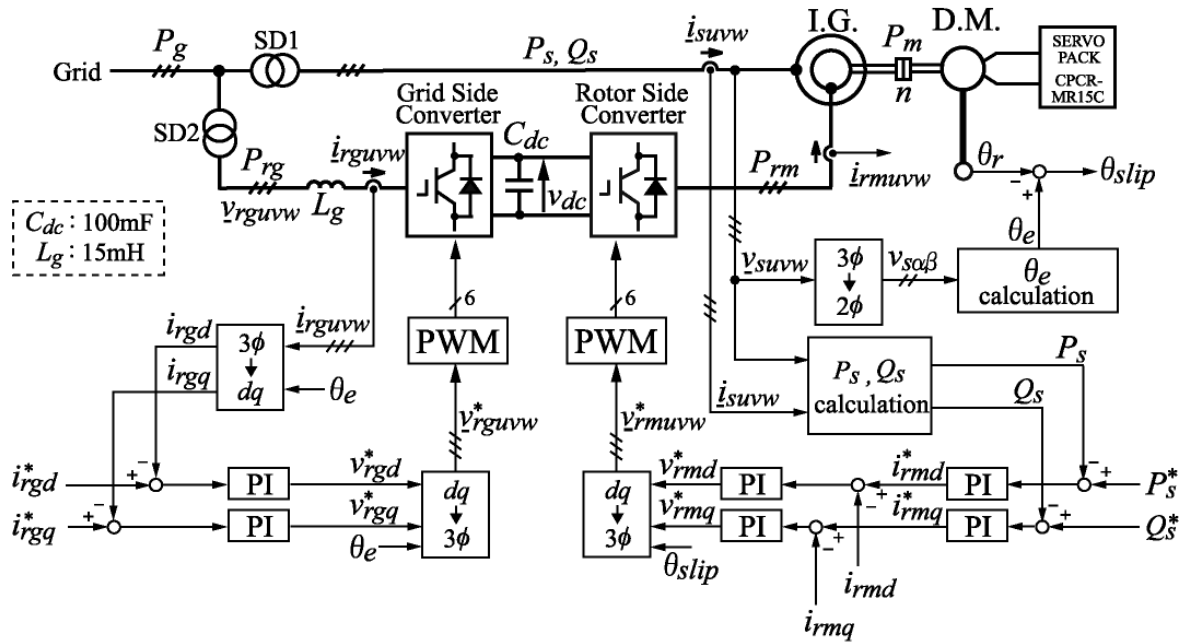 I.G.
D.M.
Grid
P_g
SD1
P_s, Q_s
i_suvw
P_m
n
SERVO
PACK
CPCR-
MR15C
SD2
Grid Side
Converter
Rotor Side
Converter
C_dc
v_dc
P_rg
i_rguvw
v_rguvw
L_g
P_rm
i_rmuvw
θ_r
-
+
θ_slip
θ_e
C_dc : 100mF
L_g : 15mH
6
6
v_suvw
3ϕ
2ϕ
v_sαβ
θ_e
calculation
i_rgd
i_rgq
3ϕ
dq
i_rguvw
θ_e
PWM
PWM
P_s , Q_s
calculation
i_suvw
P_s
Q_s
v*_rguvw
v*_rmuvw
i*_rgd
+
-
PI
v*_rgd
i*_rgq
+
-
PI
v*_rgq
θ_e
dq
3ϕ
dq
3ϕ
θ_slip
v*_rmd
PI
-
+
i*_rmd
PI
-
+
P_s*
v*_rmq
PI
-
+
i*_rmq
PI
-
+
Q_s*
i_rmd
i_rmq